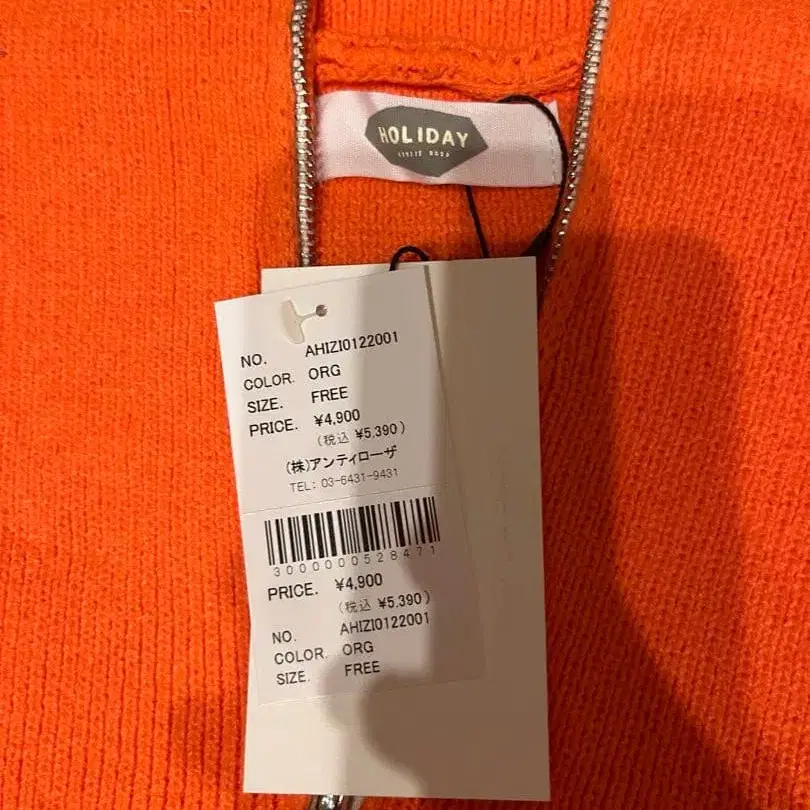 HOLIDAY
NO. AHIZI0122001
COLOR. ORG
SIZE. FREE
PRICE. ¥4,900
(税込 ¥5,390)
(株)アンティローザ
TEL: 03-6431-9431
3000000528471
PRICE. ¥4,900
(税込 ¥5,390)
NO. AHIZI0122001
COLOR. ORG
SIZE. FREE